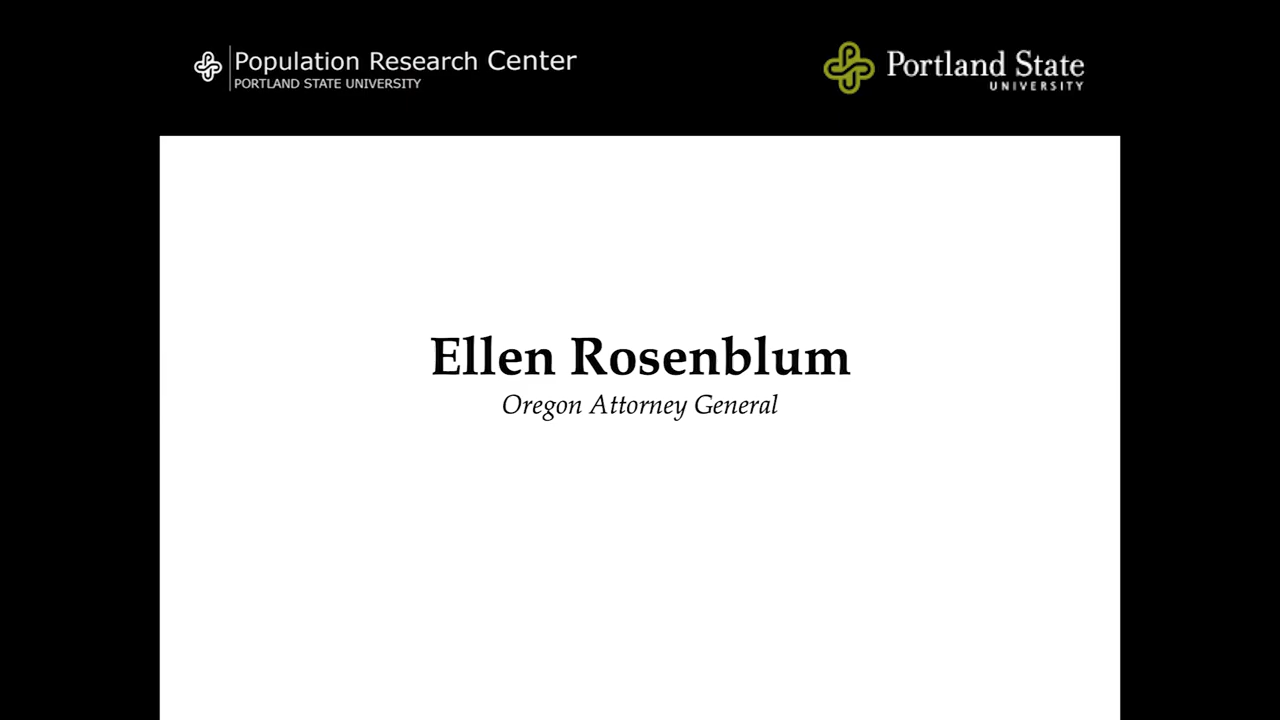 Population Research Center
PORTLAND STATE UNIVERSITY
Portland State
UNIVERSITY
Ellen Rosenblum
Oregon Attorney General